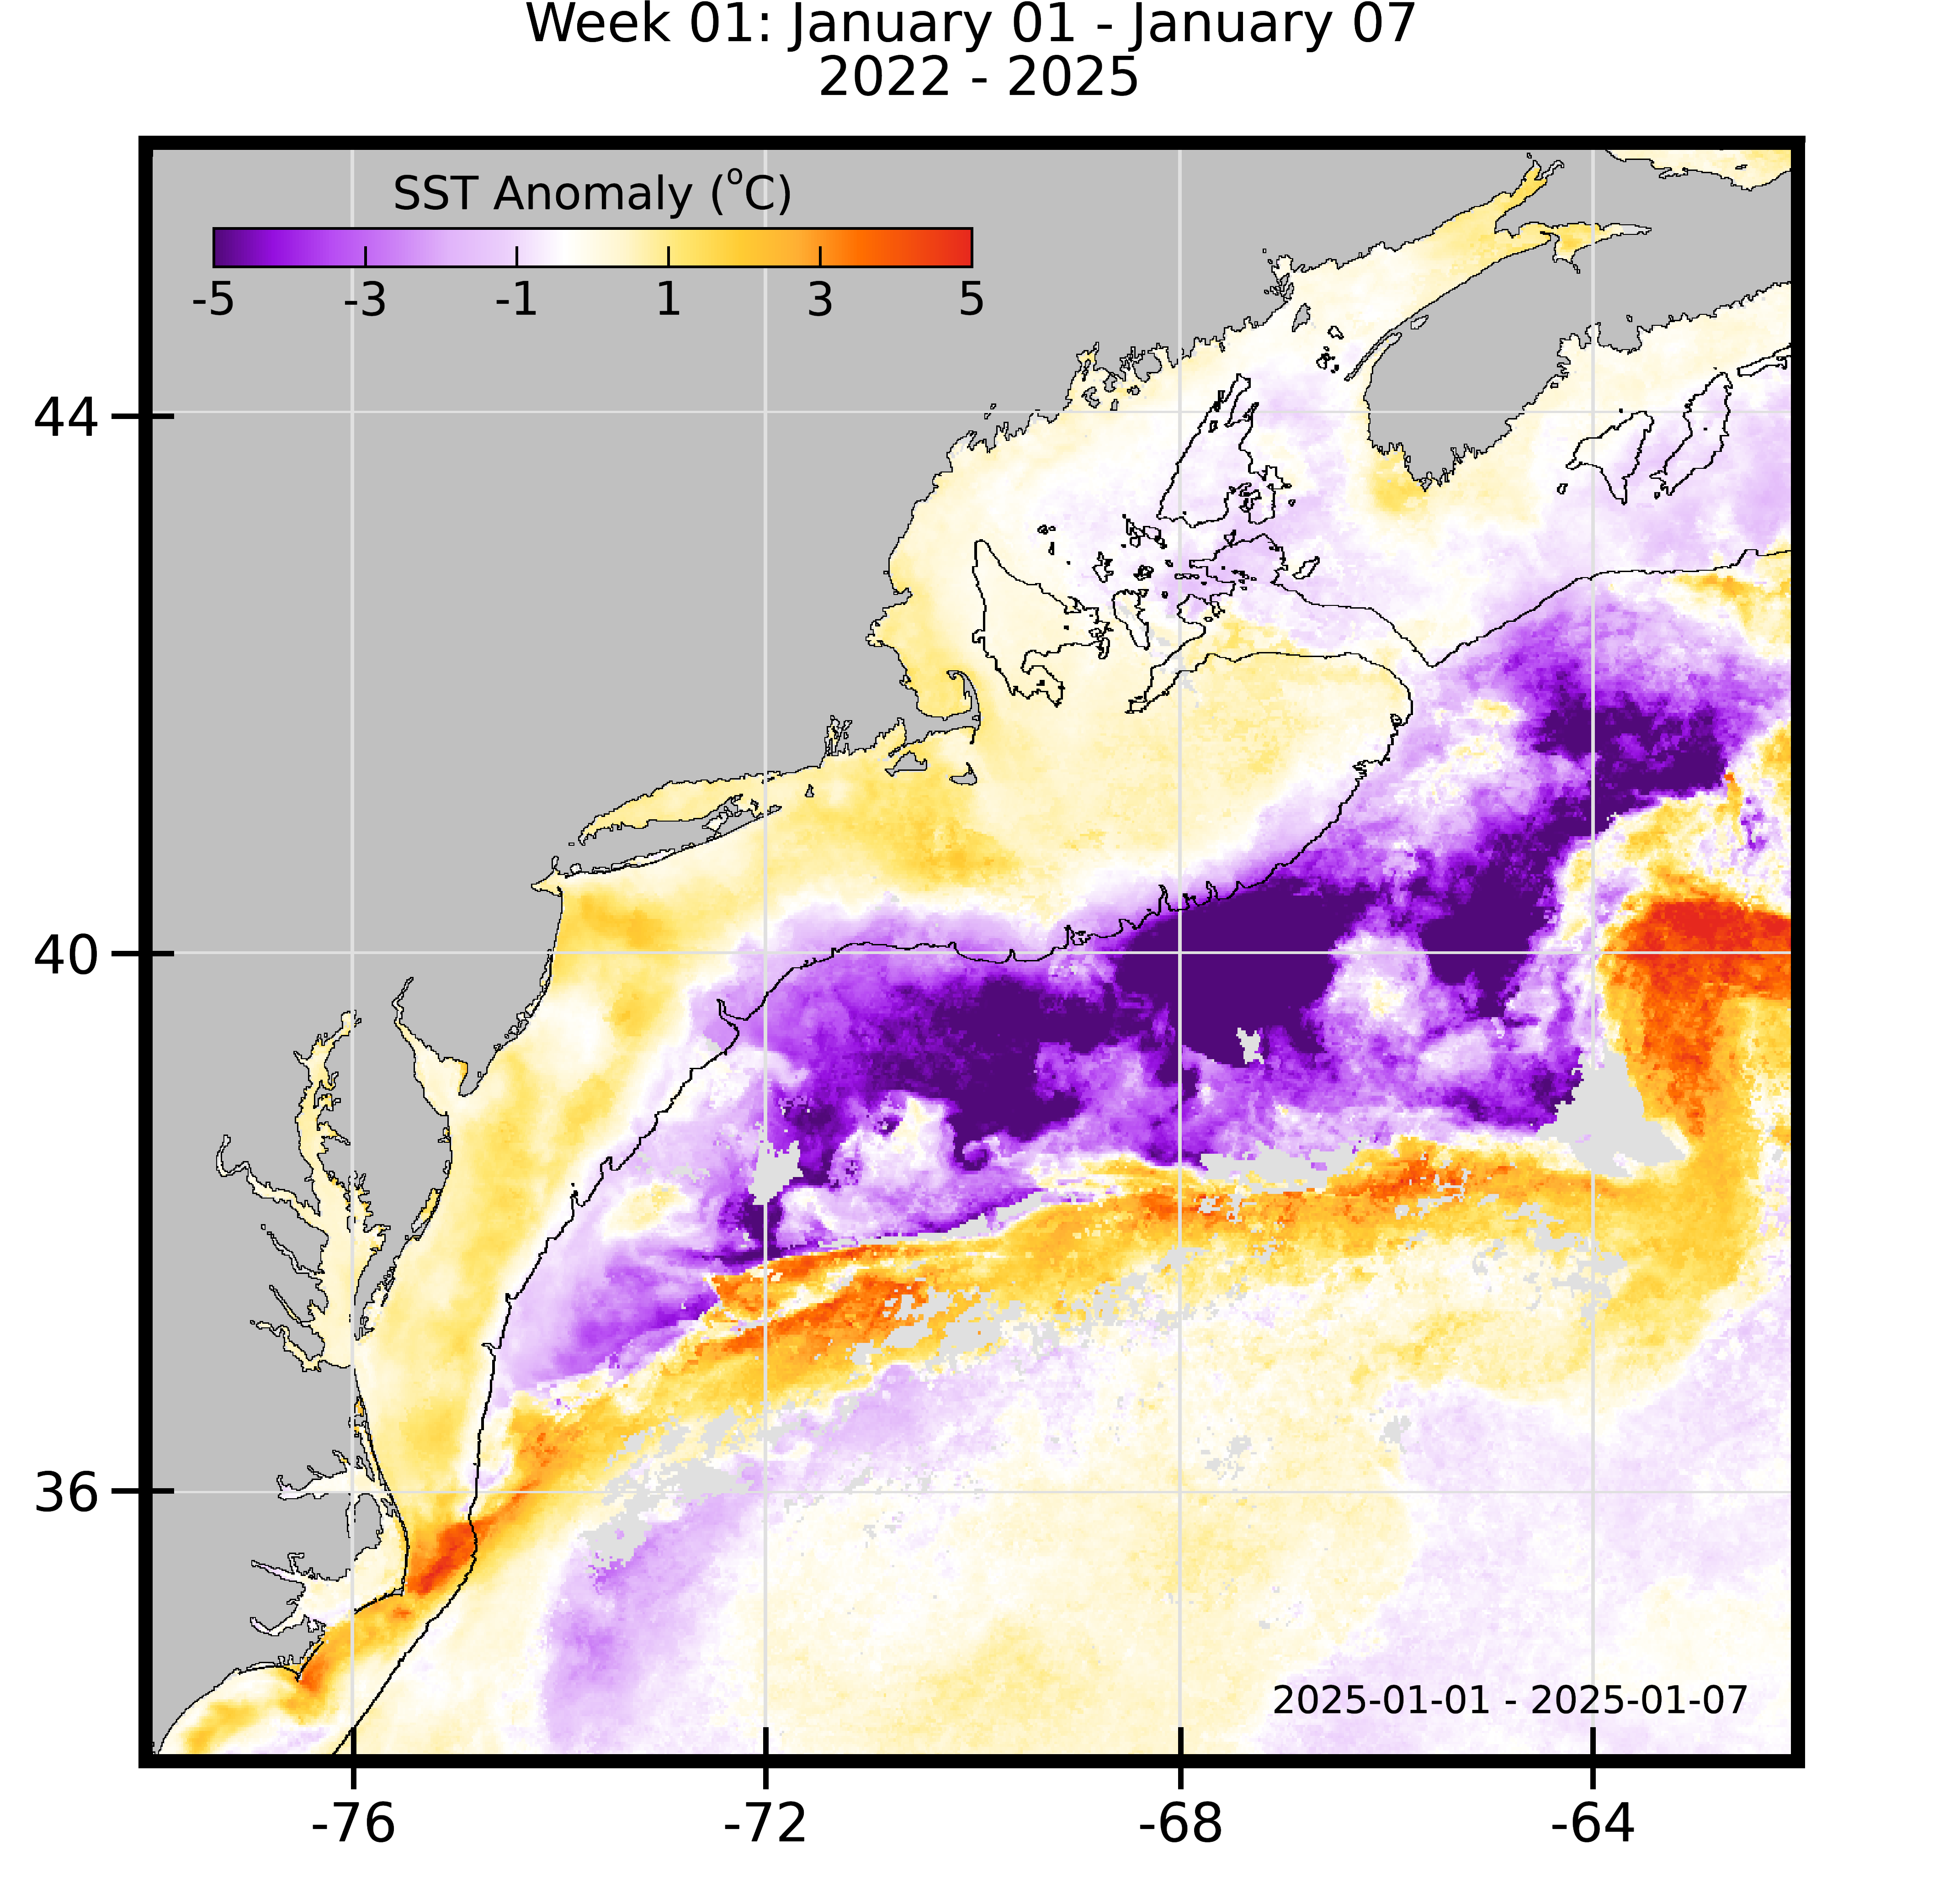 Week 01: January 01 - January 07
2022 - 2025
SST Anomaly (°C)
-5 -3 -1 1 3 5
44
40
36
2025-01-01 - 2025-01-07
-76 -72 -68 -64